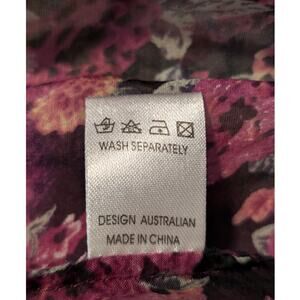 WASH SEPARATELY
DESIGN AUSTRALIAN
MADE IN CHINA